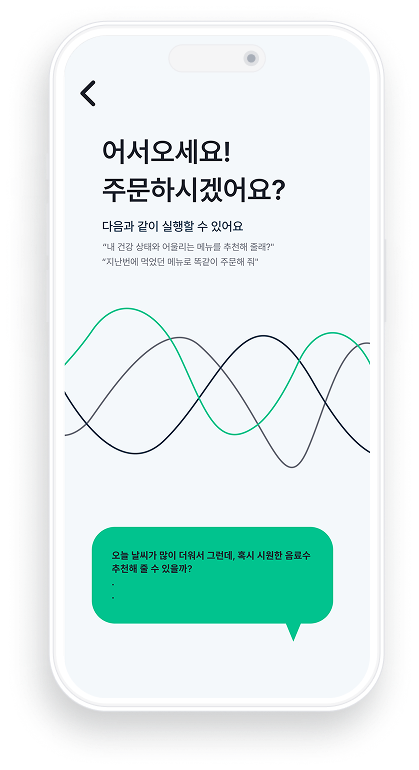 어서오세요!
주문하시겠어요?
다음과 같이 실행할 수 있어요
“내 건강 상태와 어울리는 메뉴를 추천해 줄래?"
“지난번에 먹었던 메뉴로 똑같이 주문해 줘"
오늘 날씨가 많이 더워서 그런데, 혹시 시원한 음료수
추천해 줄 수 있을까?
.
.